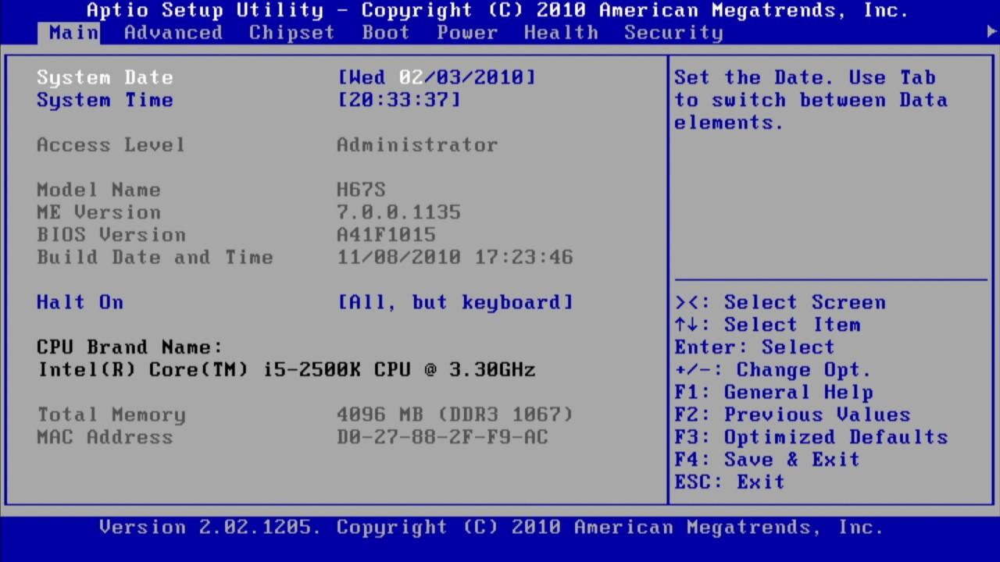 Aptio Setup Utility - Copyright (C) 2010 American Megatrends, Inc.
Main Advanced Chipset Boot Power Health Security
System Date [Wed 02/03/2010]
System Time [20:33:37]
Access Level Administrator
Model Name H67S
ME Version 7.0.0.1135
BIOS Version A41F1015
Build Date and Time 11/08/2010 17:23:46
Halt On [All, but keyboard]
CPU Brand Name:
Intel(R) Core(TM) i5-2500K CPU @ 3.30GHz
Total Memory 4096 MB (DDR3 1067)
MAC Address D0-27-88-2F-F9-AC
Set the Date. Use Tab
to switch between Data
elements.
><: Select Screen
↑↓: Select Item
Enter: Select
+/-: Change Opt.
F1: General Help
F2: Previous Values
F3: Optimized Defaults
F4: Save & Exit
ESC: Exit
Version 2.02.1205. Copyright (C) 2010 American Megatrends, Inc.